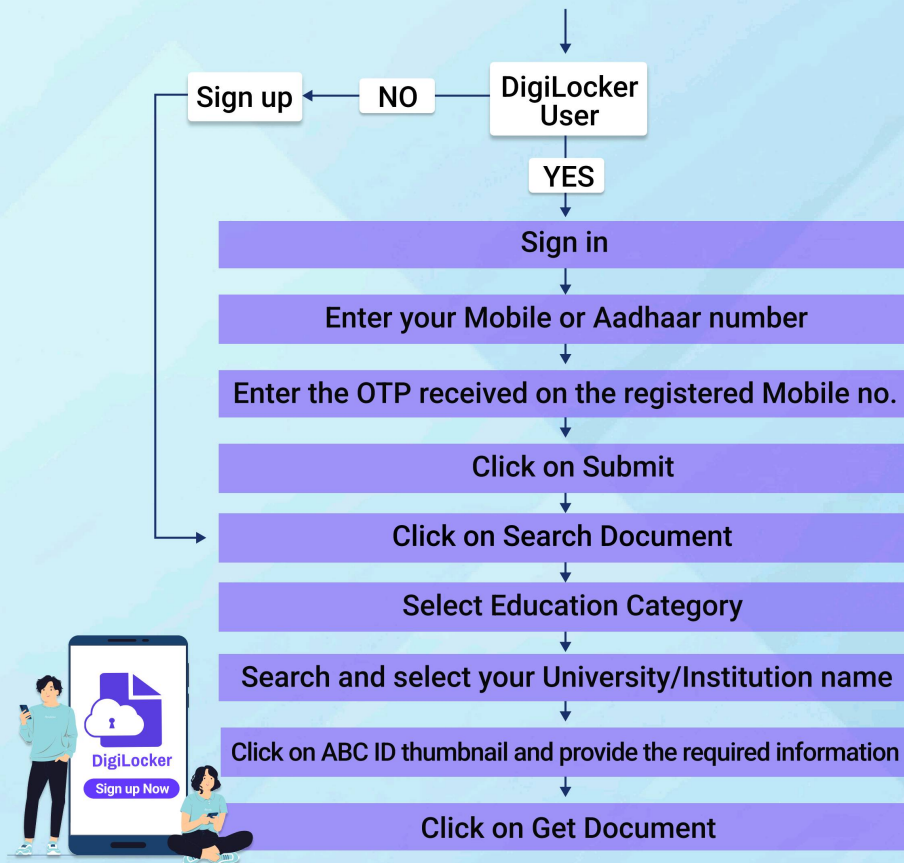 DigiLocker
User
NO
Sign up
YES
Sign in
Enter your Mobile or Aadhaar number
Enter the OTP received on the registered Mobile no.
Click on Submit
Click on Search Document
Select Education Category
Search and select your University/Institution name
Click on ABC ID thumbnail and provide the required information
Click on Get Document
DigiLocker
Sign up Now